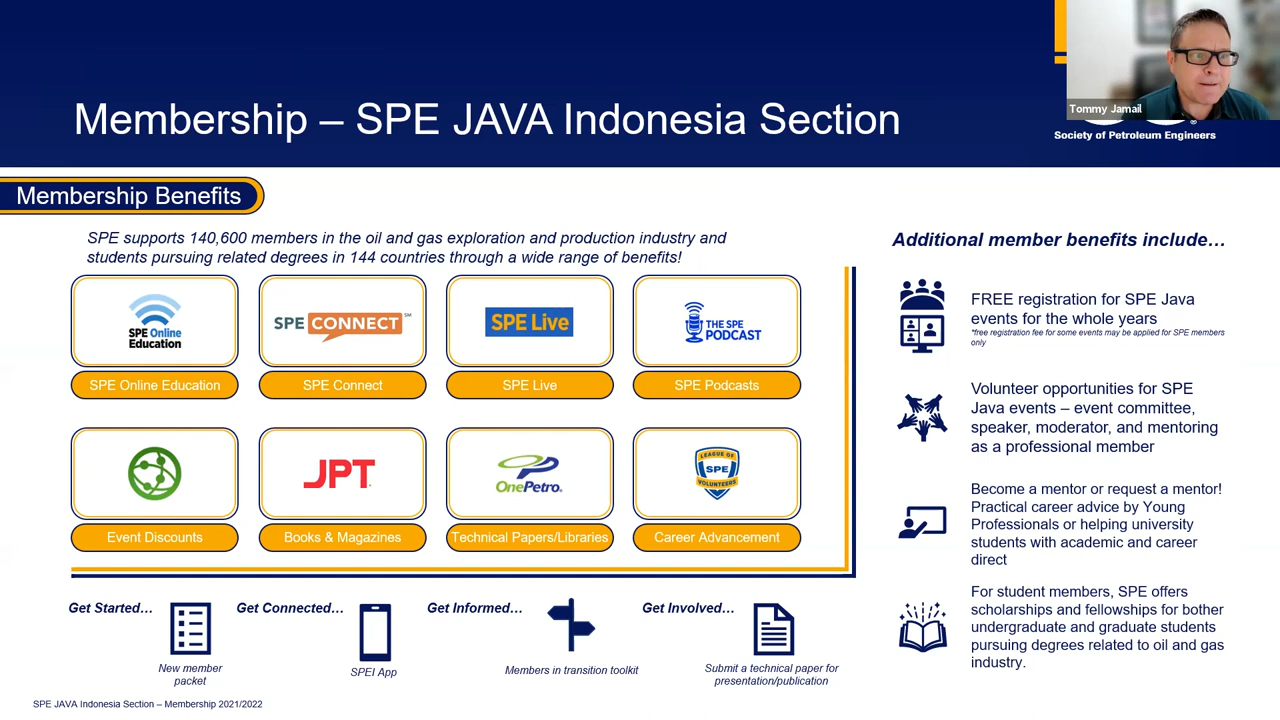 Membership – SPE JAVA Indonesia Section
Tommy Jamail
Society of Petroleum Engineers
Membership Benefits
SPE supports 140,600 members in the oil and gas exploration and production industry and
students pursuing related degrees in 144 countries through a wide range of benefits!
SPE Online
Education
SPE CONNECT SM
SPE Live
THE SPE
PODCAST
SPE Online Education
SPE Connect
SPE Live
SPE Podcasts
JPT
OnePetro
LEAGUE OF
SPE
VOLUNTEERS
Event Discounts
Books & Magazines
Technical Papers/Libraries
Career Advancement
Get Started…
New member
packet
Get Connected…
SPEI App
Get Informed…
Members in transition toolkit
Get Involved…
Submit a technical paper for
presentation/publication
Additional member benefits include…
FREE registration for SPE Java
events for the whole years
*free registration fee for some events may be applied for SPE members
only
Volunteer opportunities for SPE
Java events – event committee,
speaker, moderator, and mentoring
as a professional member
Become a mentor or request a mentor!
Practical career advice by Young
Professionals or helping university
students with academic and career
direct
For student members, SPE offers
scholarships and fellowships for bother
undergraduate and graduate students
pursuing degrees related to oil and gas
industry.
SPE JAVA Indonesia Section – Membership 2021/2022